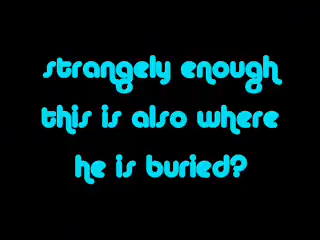 strangely enough
this is also where
he is buried?